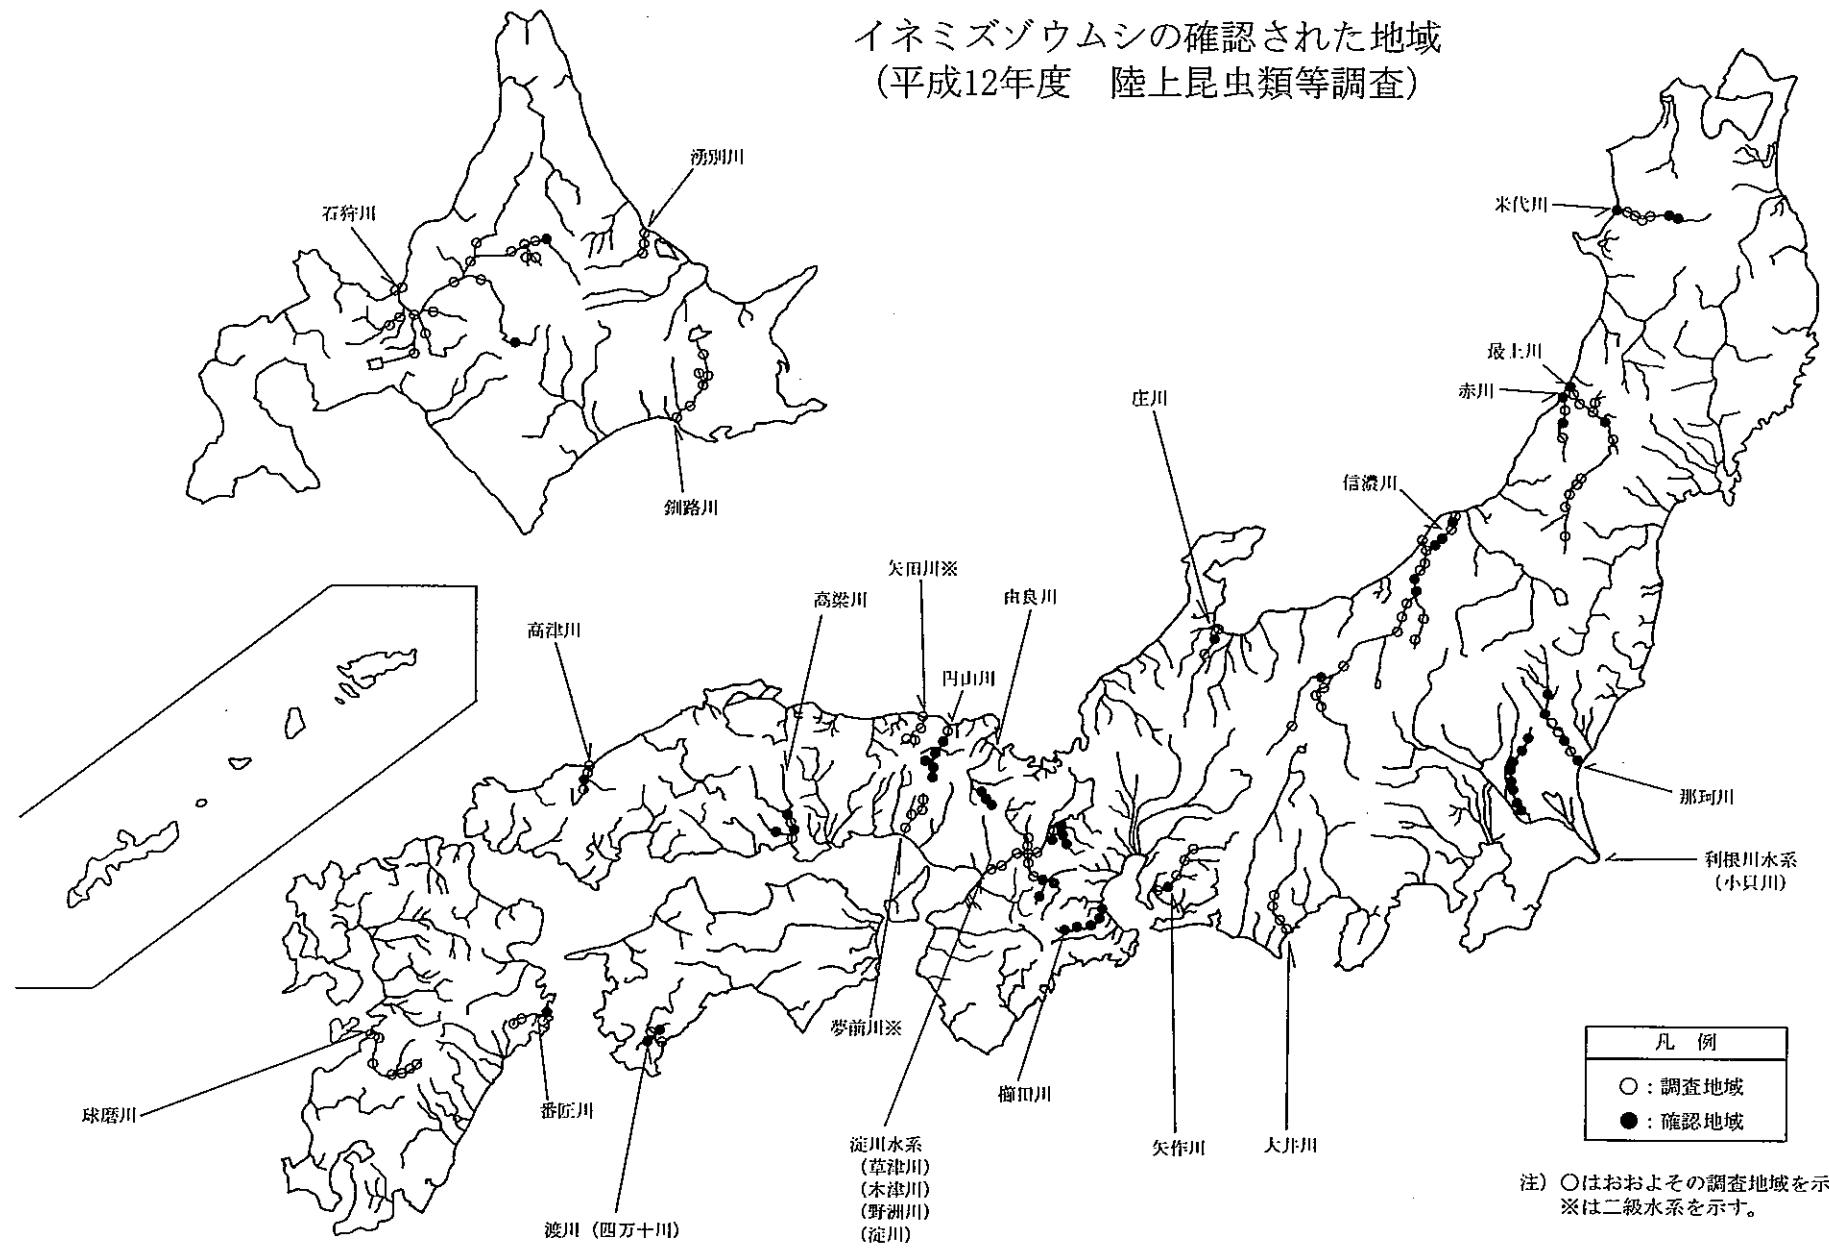 イネミズゾウムシの確認された地域
（平成12年度　陸上昆虫類等調査）
湧別川
石狩川
釧路川
米代川
最上川
赤川
庄川
信濃川
矢田川※
高梁川
由良川
高津川
円山川
那珂川
利根川水系
（小貝川）
夢前川※
櫛田川
球磨川
番匠川
矢作川
大井川
淀川水系
（草津川）
（木津川）
（野洲川）
（淀川）
渡川（四万十川）
凡　例
○：調査地域
●：確認地域
注）○はおおよその調査地域を示
※は二級水系を示す。